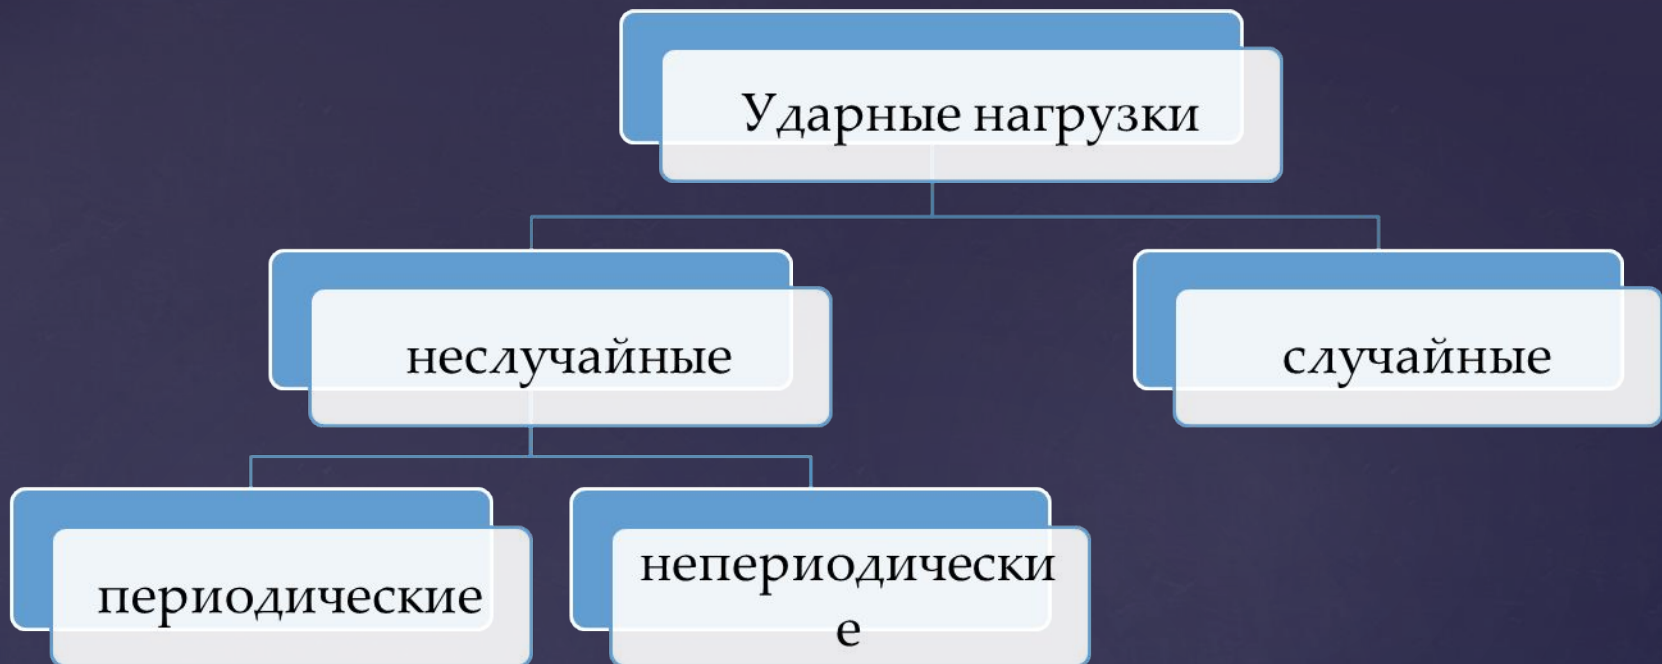 Ударные нагрузки
неслучайные
случайные
периодические
непериодически
е